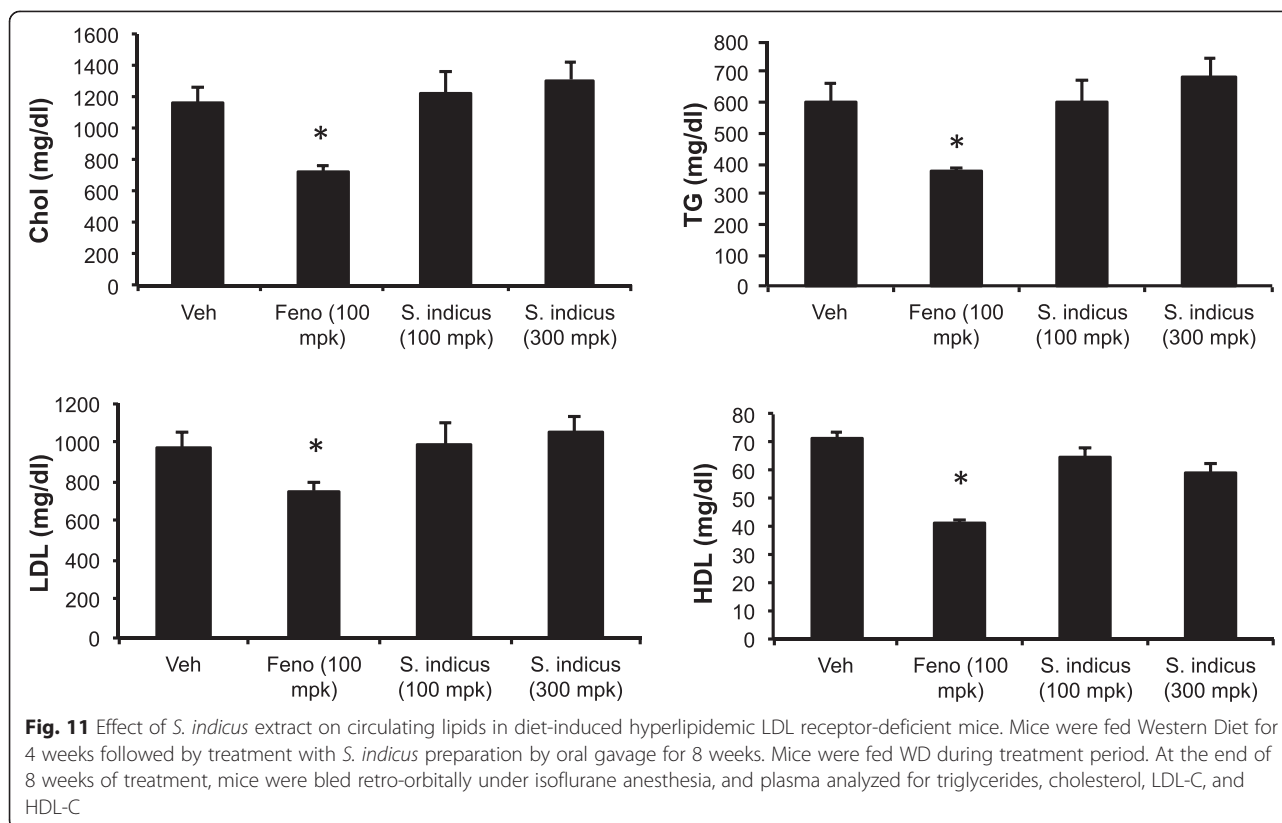 1600
1400
1200
1000
800
600
400
200
0
Chol (mg/dl)
*
Veh
Feno (100 mpk)
S. indicus (100 mpk)
S. indicus (300 mpk)
800
700
600
500
400
300
200
100
0
TG (mg/dl)
*
Veh
Feno (100 mpk)
S. indicus (100 mpk)
S. indicus (300 mpk)
1200
1000
800
600
400
200
0
LDL (mg/dl)
*
Veh
Feno (100 mpk)
S. indicus (100 mpk)
S. indicus (300 mpk)
80
70
60
50
40
30
20
10
0
HDL (mg/dl)
*
Veh
Feno (100 mpk)
S. indicus (100 mpk)
S. indicus (300 mpk)
Fig. 11 Effect of S. indicus extract on circulating lipids in diet-induced hyperlipidemic LDL receptor-deficient mice. Mice were fed Western Diet for
4 weeks followed by treatment with S. indicus preparation by oral gavage for 8 weeks. Mice were fed WD during treatment period. At the end of
8 weeks of treatment, mice were bled retro-orbitally under isoflurane anesthesia, and plasma analyzed for triglycerides, cholesterol, LDL-C, and
HDL-C